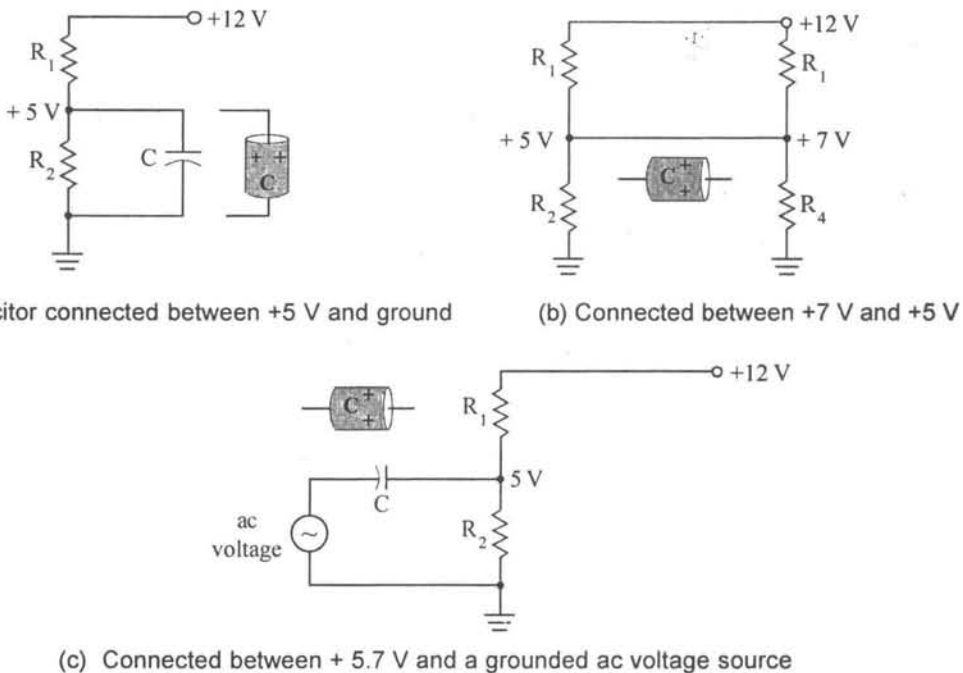 +12 V
R1
+ 5 V
C
+ +
C
R2
citor connected between +5 V and ground
+12 V
R1
R1
+ 5 V
+ 7 V
C + +
R2
R4
(b) Connected between +7 V and +5 V
+12 V
C + +
R1
5 V
C
ac
voltage
~
R2
(c) Connected between + 5.7 V and a grounded ac voltage source